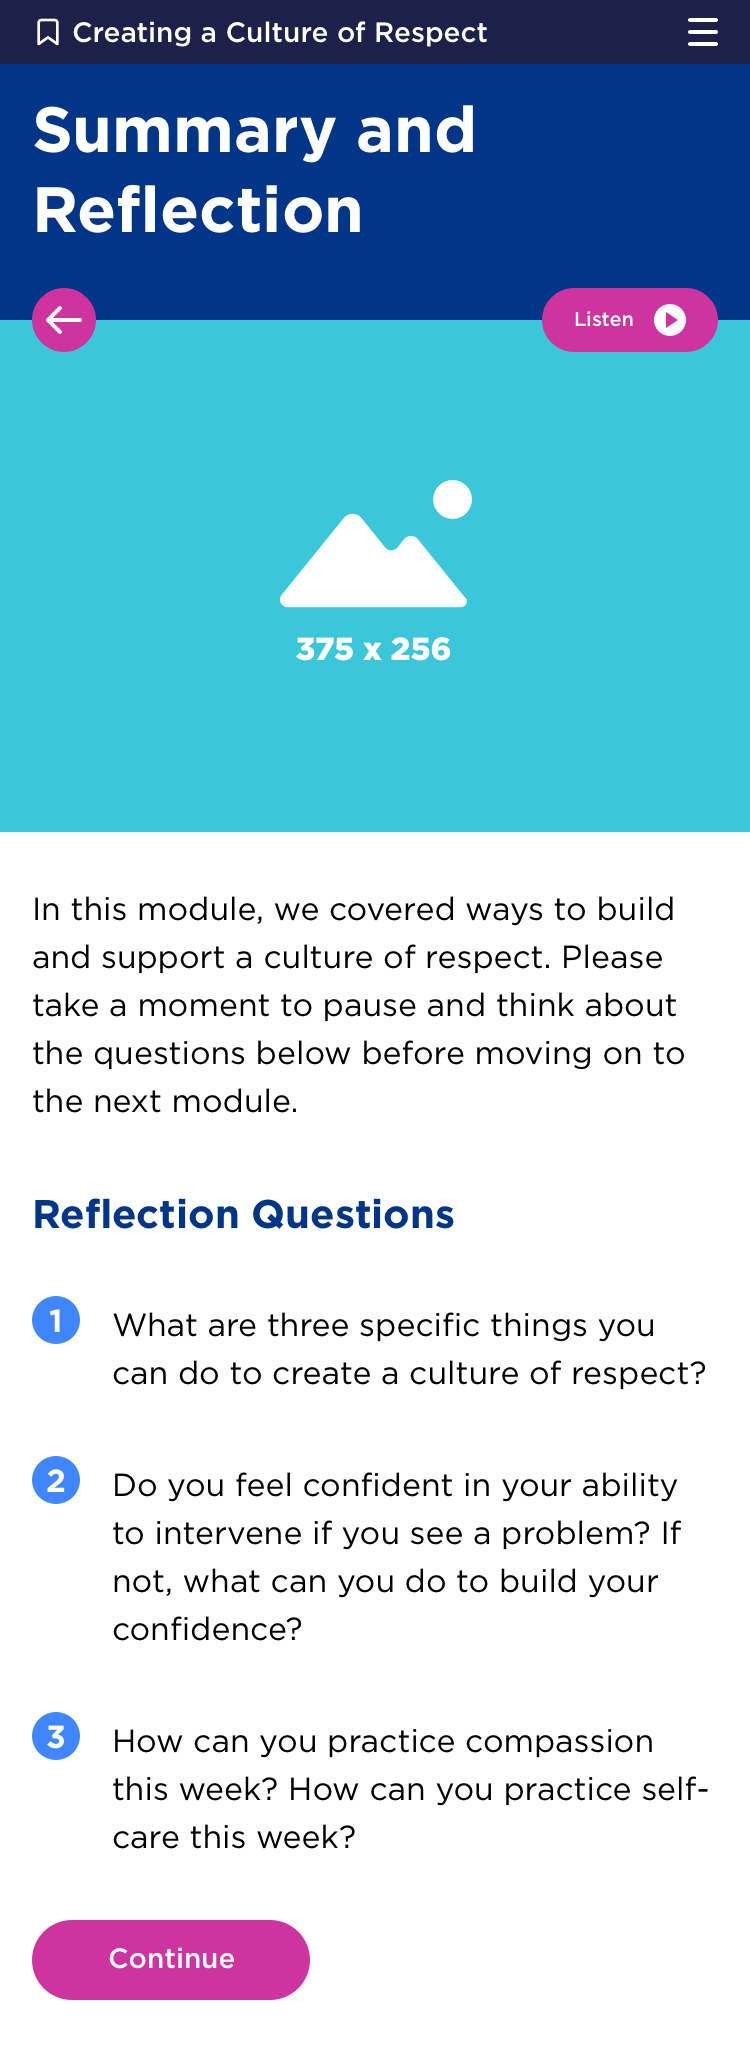 Creating a Culture of Respect
Summary and
Reflection
Listen
375 x 256
In this module, we covered ways to build
and support a culture of respect. Please
take a moment to pause and think about
the questions below before moving on to
the next module.
Reflection Questions
1 What are three specific things you
can do to create a culture of respect?
2 Do you feel confident in your ability
to intervene if you see a problem? If
not, what can you do to build your
confidence?
3 How can you practice compassion
this week? How can you practice self-
care this week?
Continue